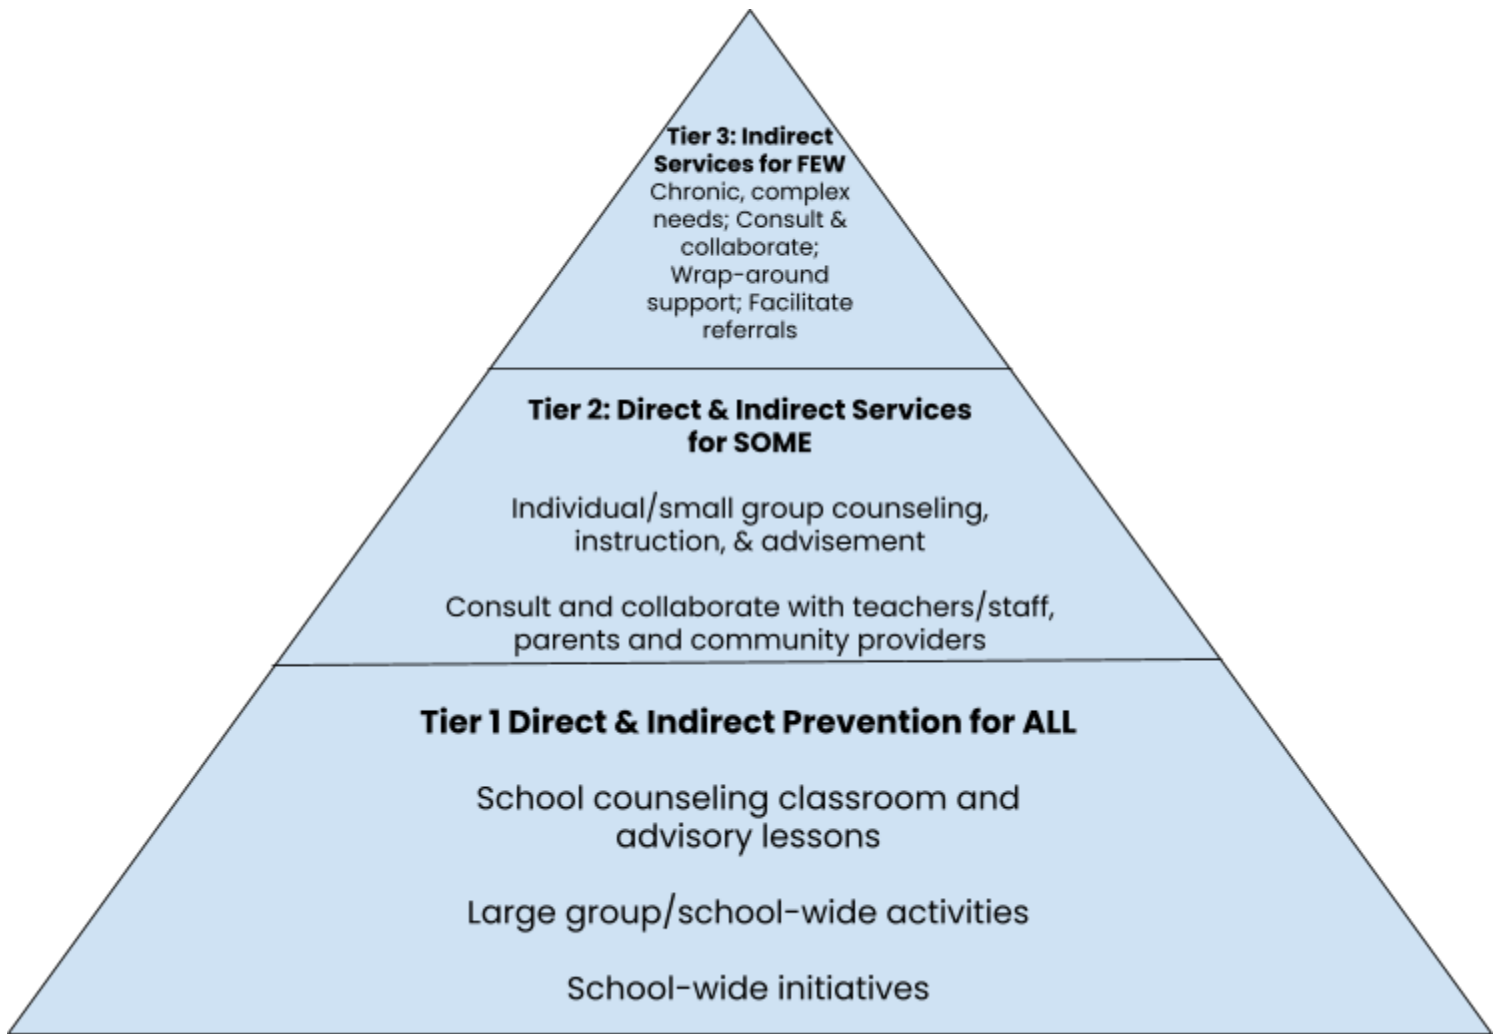 Tier 3: Indirect
Services for FEW
Chronic, complex
needs; Consult &
collaborate;
Wrap-around
support; Facilitate
referrals
Tier 2: Direct & Indirect Services
for SOME
Individual/small group counseling,
instruction, & advisement
Consult and collaborate with teachers/staff,
parents and community providers
Tier 1 Direct & Indirect Prevention for ALL
School counseling classroom and
advisory lessons
Large group/school-wide activities
School-wide initiatives